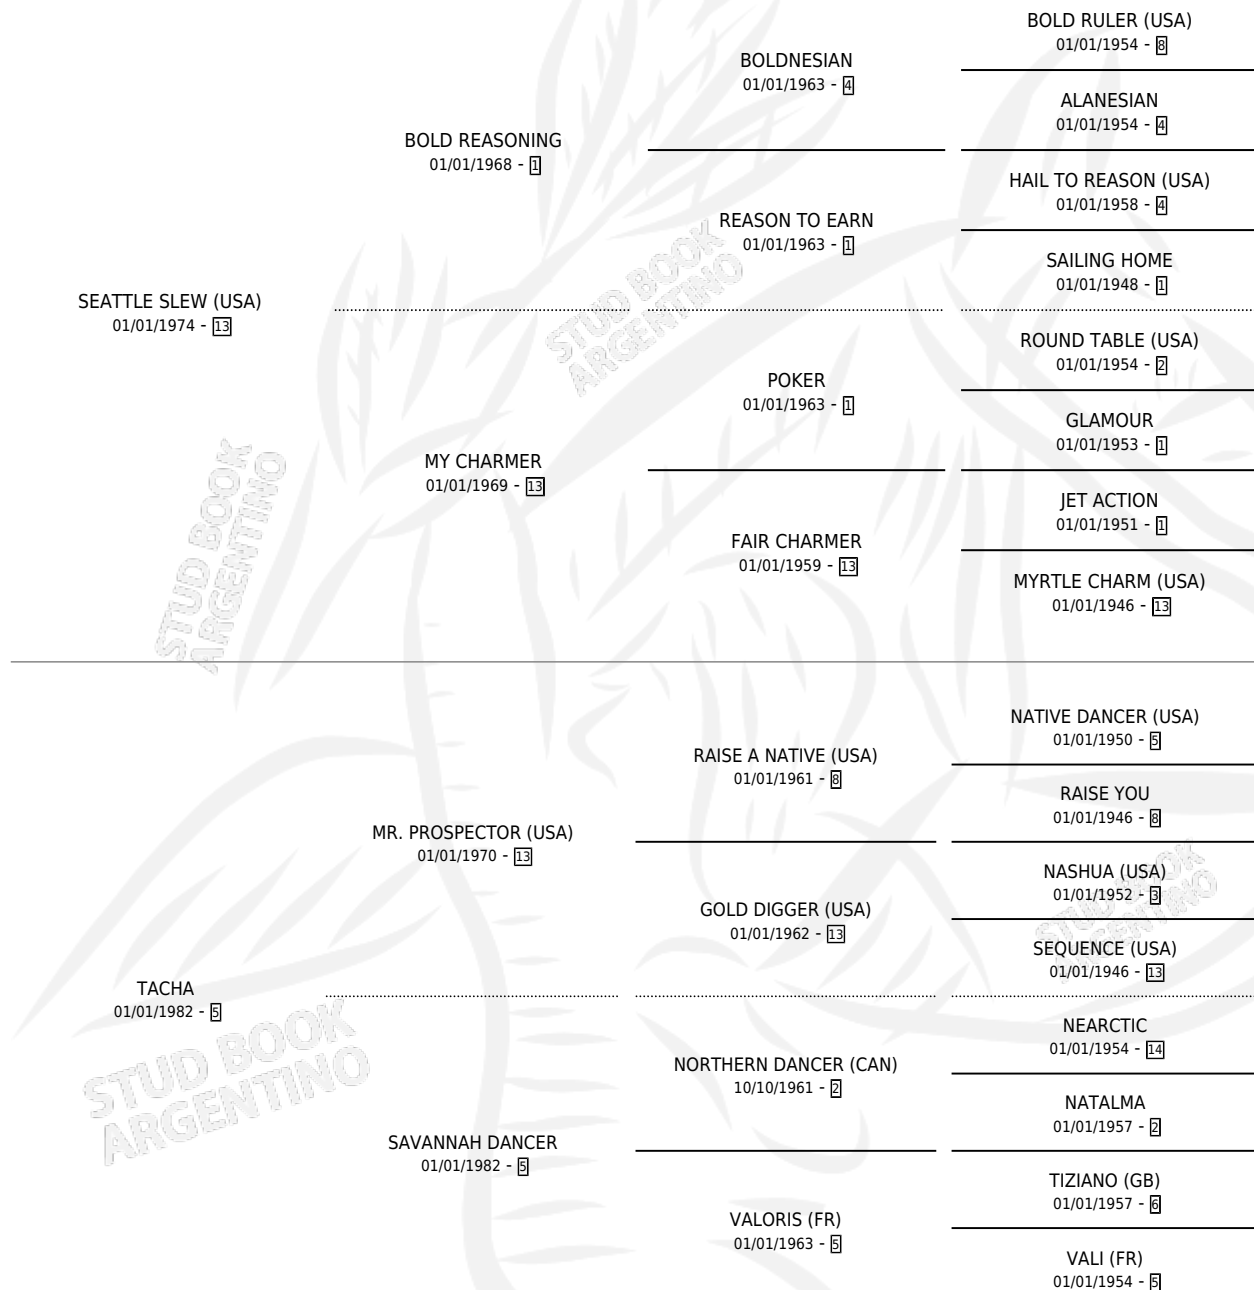 BOLD RULER (USA)
01/01/1954 - 8
BOLDNESIAN
01/01/1963 - 4
ALANESIAN
01/01/1954 - 4
BOLD REASONING
01/01/1968 - 1
HAIL TO REASON (USA)
01/01/1958 - 4
REASON TO EARN
01/01/1963 - 1
SAILING HOME
01/01/1948 - 1
SEATTLE SLEW (USA)
01/01/1974 - 13
STUD BOOK
ARGENTINO
ROUND TABLE (USA)
01/01/1954 - 2
POKER
01/01/1963 - 1
GLAMOUR
01/01/1953 - 1
MY CHARMER
01/01/1969 - 13
JET ACTION
01/01/1951 - 1
FAIR CHARMER
01/01/1959 - 13
MYRTLE CHARM (USA)
01/01/1946 - 13
STUD BOOK
ARGENTINO
NATIVE DANCER (USA)
01/01/1950 - 5
RAISE A NATIVE (USA)
01/01/1961 - 8
RAISE YOU
01/01/1946 - 8
MR. PROSPECTOR (USA)
01/01/1970 - 13
NASHUA (USA)
01/01/1952 - 3
GOLD DIGGER (USA)
01/01/1962 - 13
STUD BOOK
ARGENTINO
SEQUENCE (USA)
01/01/1946 - 13
TACHA
01/01/1982 - 5
NEARCTIC
01/01/1954 - 14
NORTHERN DANCER (CAN)
10/10/1961 - 2
NATALMA
01/01/1957 - 2
STUD BOOK
ARGENTINO
SAVANNAH DANCER
01/01/1982 - 5
TIZIANO (GB)
01/01/1957 - 6
VALORIS (FR)
01/01/1963 - 5
VALI (FR)
01/01/1954 - 5